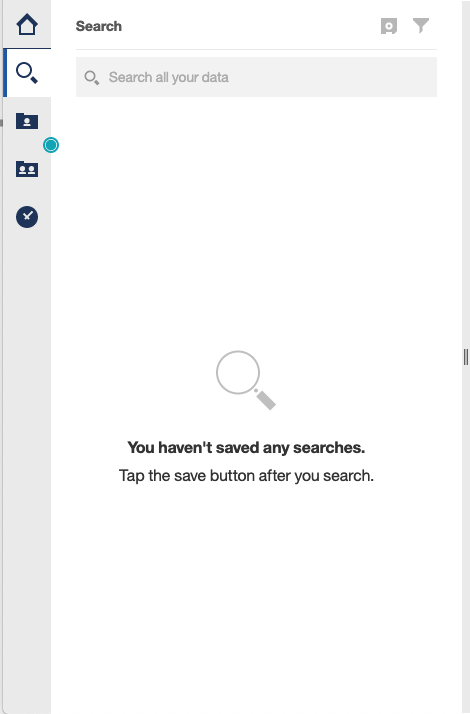 Search
Search all your data
You haven't saved any searches.
Tap the save button after you search.